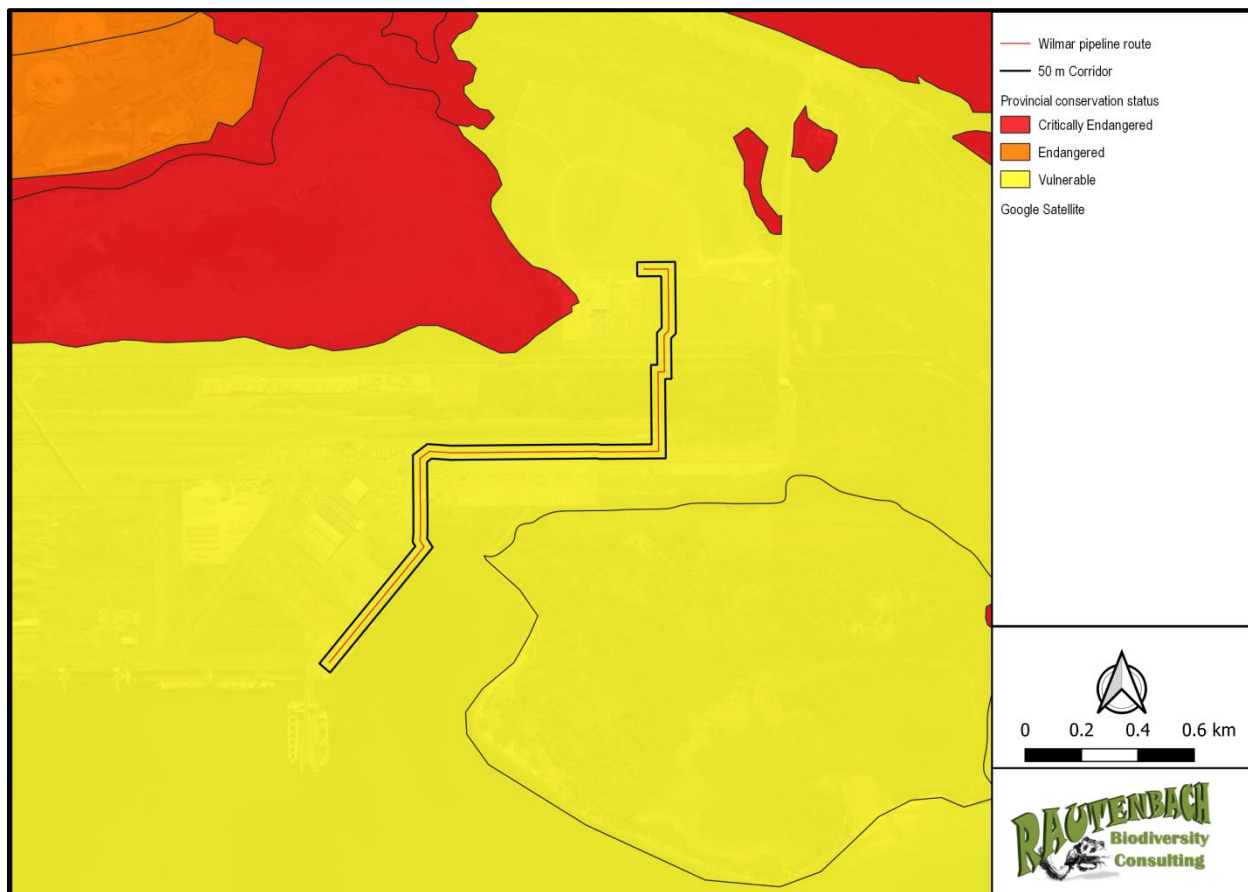 Wilmar pipeline route
50 m Corridor
Provincial conservation status
Critically Endangered
Endangered
Vulnerable
Google Satellite
0 0.2 0.4 0.6 km
RAUTENBACH
Biodiversity
Consulting